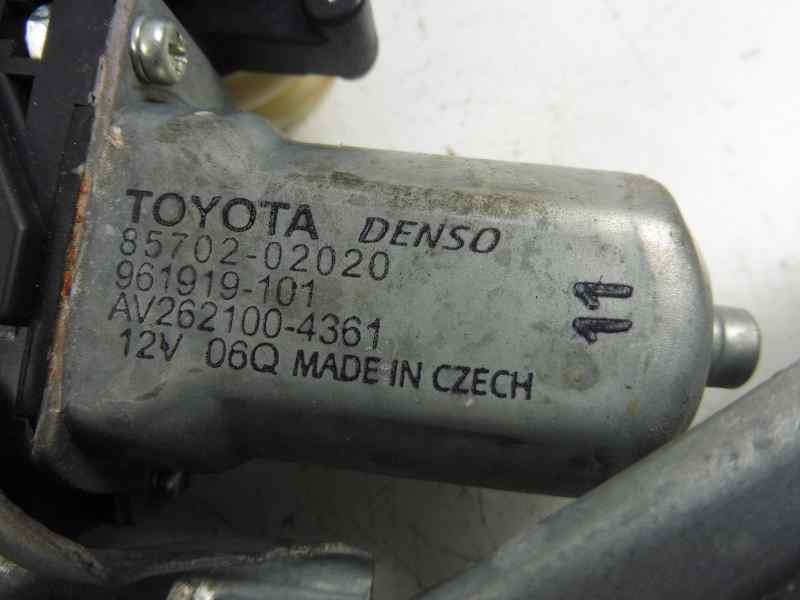 TOYOTA DENSO
85702-02020
961919-101
AV262100-4361
12V 06Q MADE IN CZECH
11